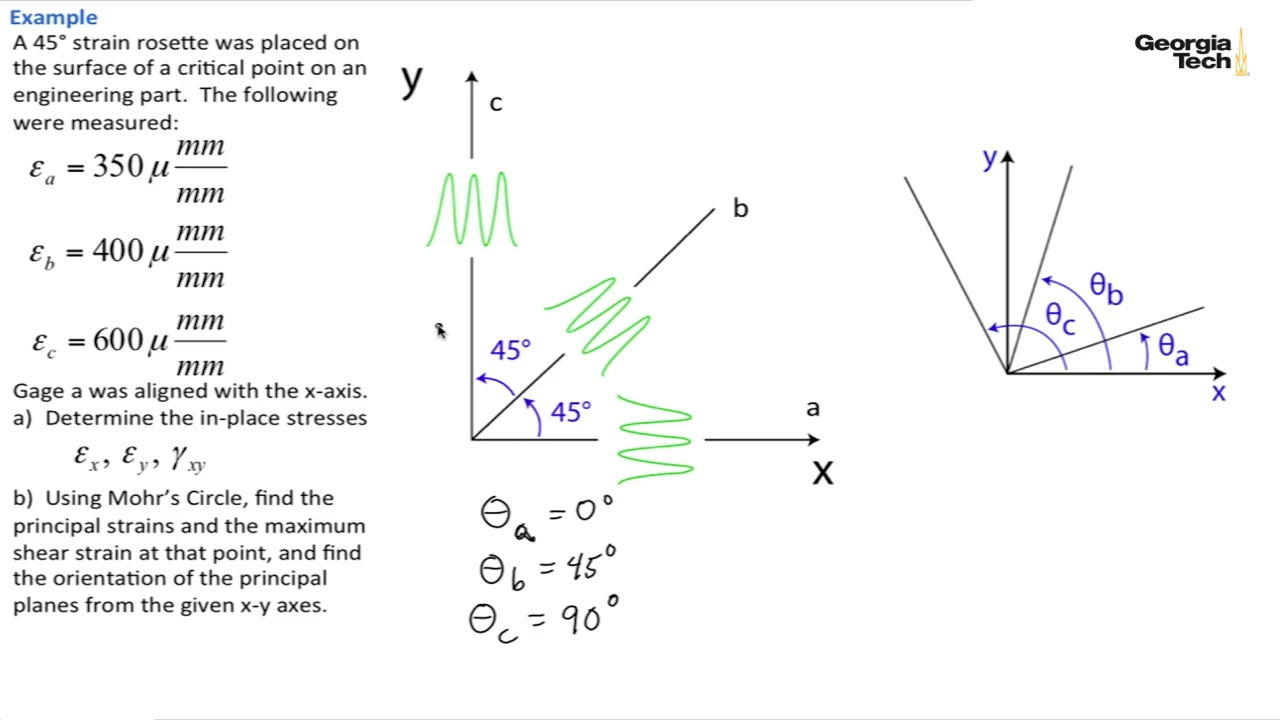 Example
A 45° strain rosette was placed on
the surface of a critical point on an
engineering part. The following
were measured:
εa = 350 μ mm/mm
εb = 400 μ mm/mm
εc = 600 μ mm/mm
Gage a was aligned with the x-axis.
a) Determine the in-place stresses
εx, εy, γxy
b) Using Mohr's Circle, find the
principal strains and the maximum
shear strain at that point, and find
the orientation of the principal
planes from the given x-y axes.
y
c
b
45°
45°
a
x
θa = 0°
θb = 45°
θc = 90°
Georgia
Tech
y
θb
θc
θa
x